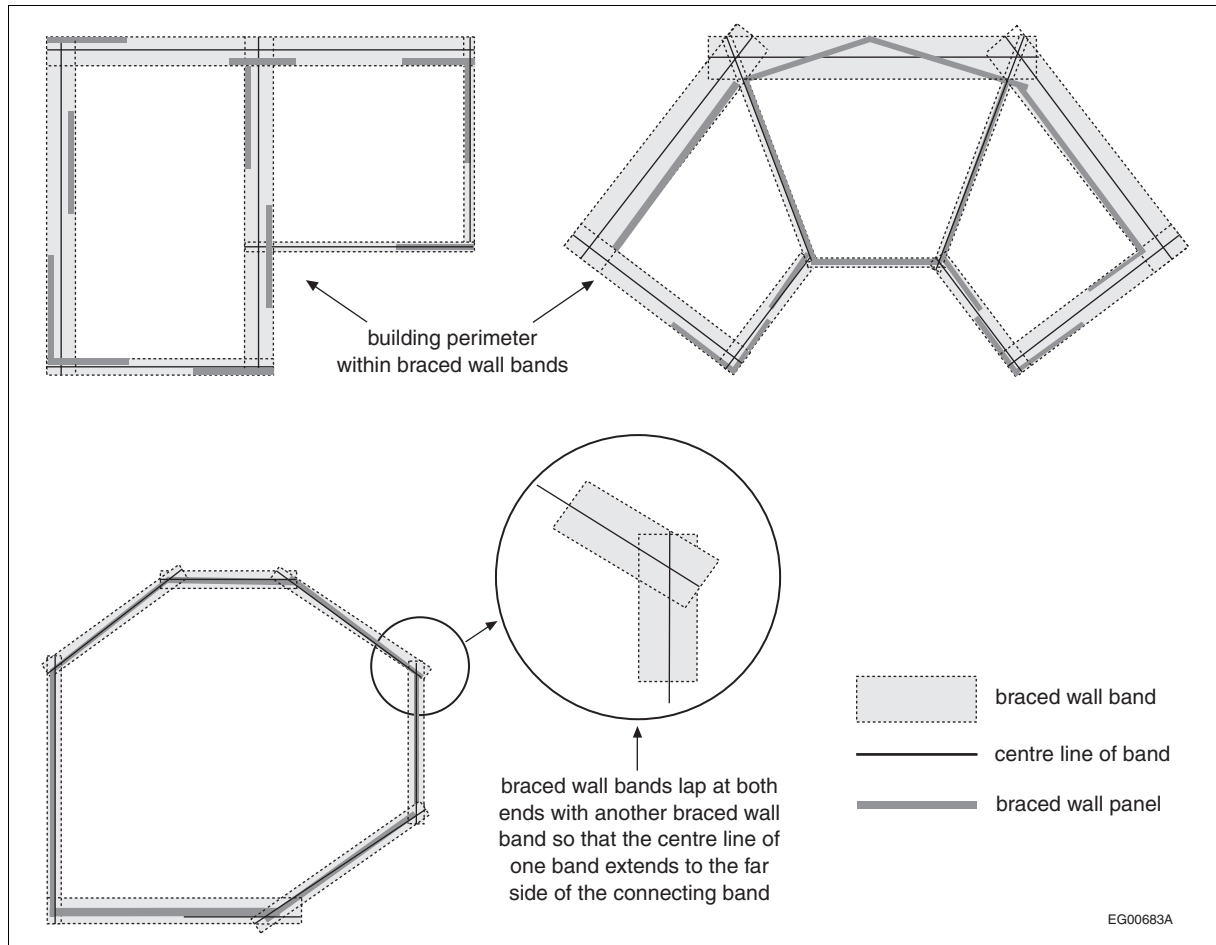 building perimeter
within braced wall bands
braced wall bands lap at both
ends with another braced wall
band so that the centre line of
one band extends to the far
side of the connecting band
braced wall band
centre line of band
braced wall panel
EG00683A